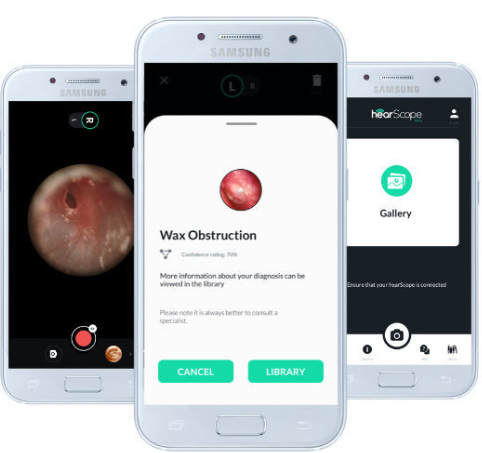 SAMSUNG
R
SAMSUNG
L
R
Wax Obstruction
Confidence rating: 70%
More information about your diagnosis can be
viewed in the library
Please note it is always better to consult a
specialist.
CANCEL
LIBRARY
SAMSUNG
hearScope
Gallery
Ensure that your hearScope is connected